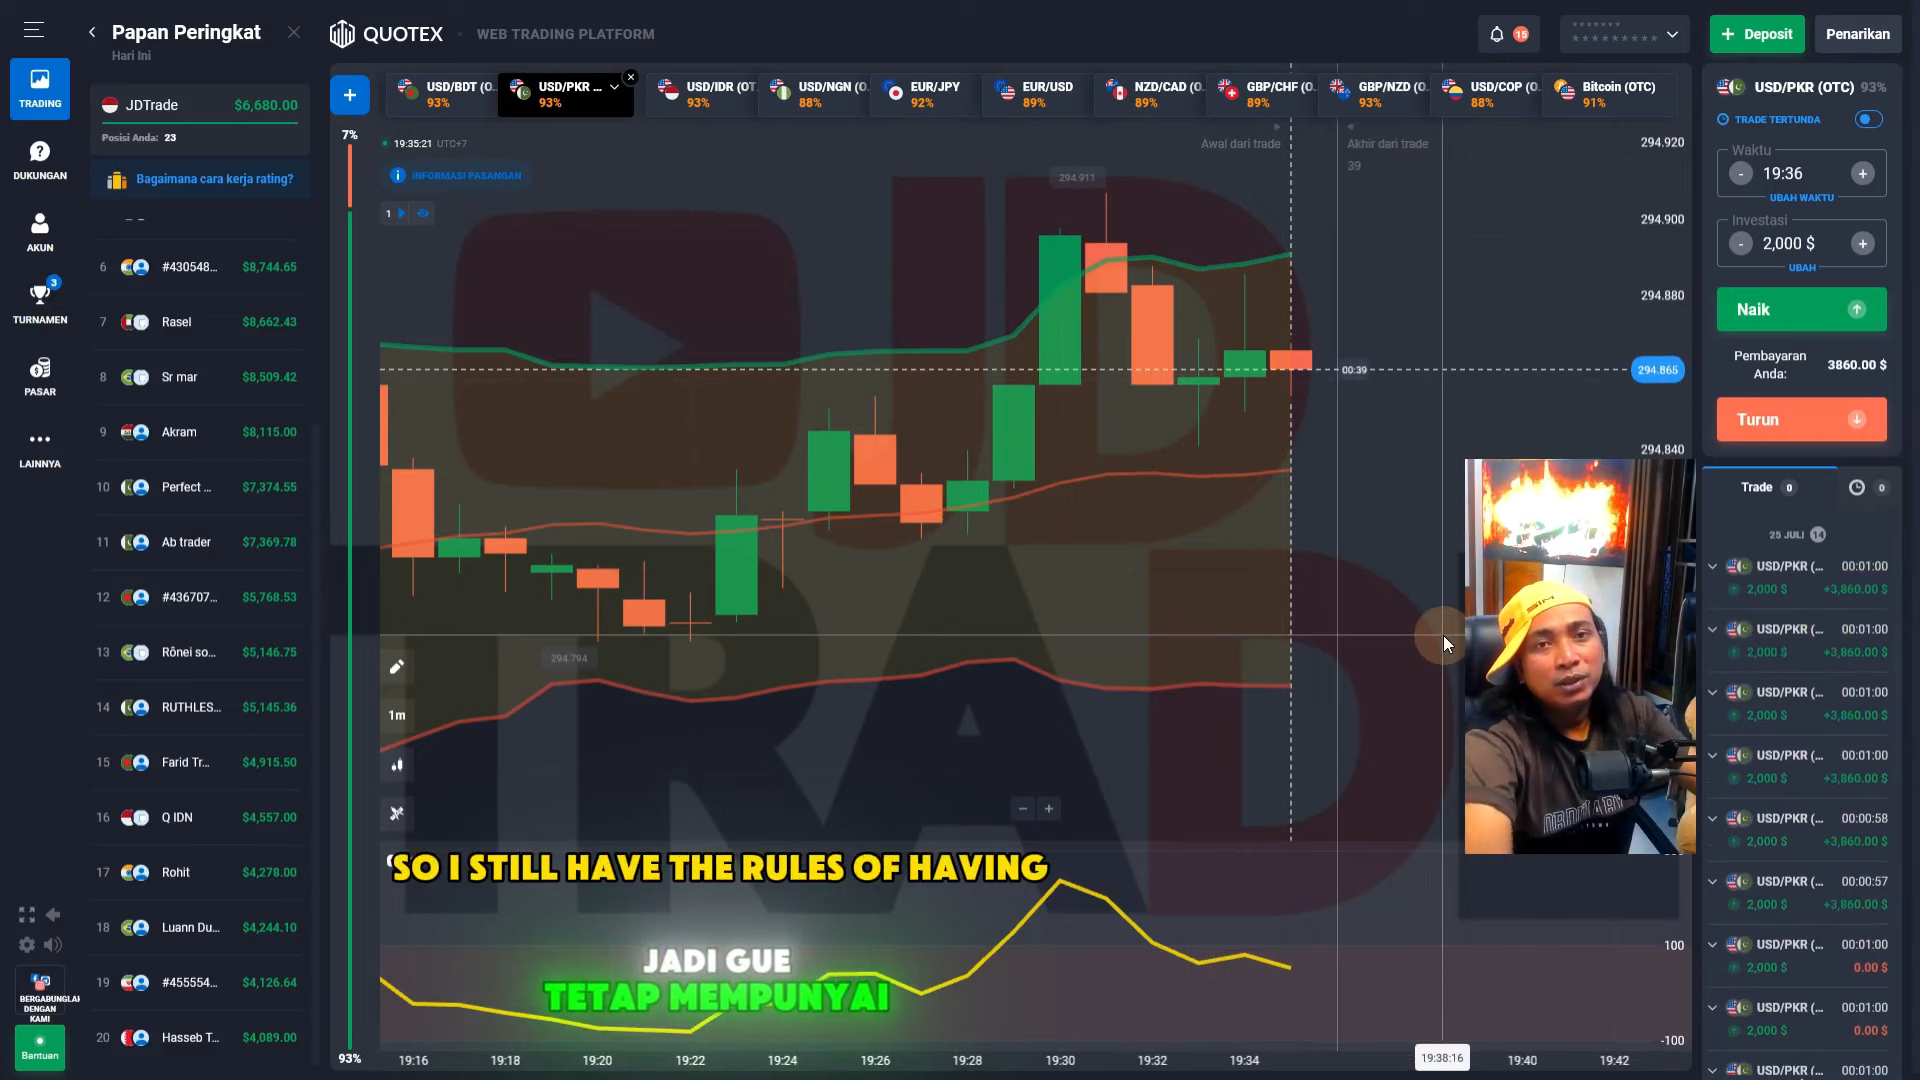 Papan Peringkat
Hari Ini
QUOTEX
WEB TRADING PLATFORM
15
Deposit
Penarikan
TRADING
DUKUNGAN
AKUN
3
TURNAMEN
PASAR
LAINNYA
BERGABUNGLAH
DENGAN
KAMI
Bantuan
JDTrade $6,680.00
Posisi Anda: 23
Bagaimana cara kerja rating?
6 #430548... $8,744.65
7 Rasel $8,662.43
8 Sr mar $8,509.42
9 Akram $8,115.00
10 Perfect ... $7,374.55
11 Ab trader $7,369.78
12 #436707... $5,768.53
13 Rônei so... $5,146.75
14 RUTHLES... $5,145.36
15 Farid Tr... $4,915.50
16 Q IDN $4,557.00
17 Rohit $4,278.00
18 Luann Du... $4,244.10
19 #455554... $4,126.64
20 Hasseb T... $4,089.00
USD/BDT (O...
93%
USD/PKR ...
93%
USD/IDR (OT...
93%
USD/NGN (O...
88%
EUR/JPY
92%
EUR/USD
89%
NZD/CAD (O...
89%
GBP/CHF (O...
89%
GBP/NZD (O...
93%
USD/COP (O...
88%
Bitcoin (OTC)
91%
7%
19:35:21 UTC+7
INFORMASI PASANGAN
1
Awal dari trade
Akhir dari trade
39
294.911
294.794
00:39
294.920
294.900
294.880
294.865
294.840
1m
JD
TRAD
SO I STILL HAVE THE RULES OF HAVING
JADI GUE
TETAP MEMPUNYAI
100
-100
93%
19:16 19:18 19:20 19:22 19:24 19:26 19:28 19:30 19:32 19:34 19:38:16 19:40 19:42
USD/PKR (OTC) 93%
TRADE TERTUNDA
Waktu
- 19:36 +
UBAH WAKTU
Investasi
- 2,000 $ +
UBAH
Naik
Pembayaran
Anda: 3860.00 $
Turun
Trade 0 0
25 JULI 14
USD/PKR (... 00:01:00
2,000 $ +3,860.00 $
USD/PKR (... 00:01:00
2,000 $ +3,860.00 $
USD/PKR (... 00:01:00
2,000 $ +3,860.00 $
USD/PKR (... 00:01:00
2,000 $ +3,860.00 $
USD/PKR (... 00:00:58
2,000 $ +3,860.00 $
USD/PKR (... 00:00:57
2,000 $ +3,860.00 $
USD/PKR (... 00:01:00
2,000 $ 0.00 $
USD/PKR (... 00:01:00
2,000 $ 0.00 $
USD/PKR (... 00:01:00